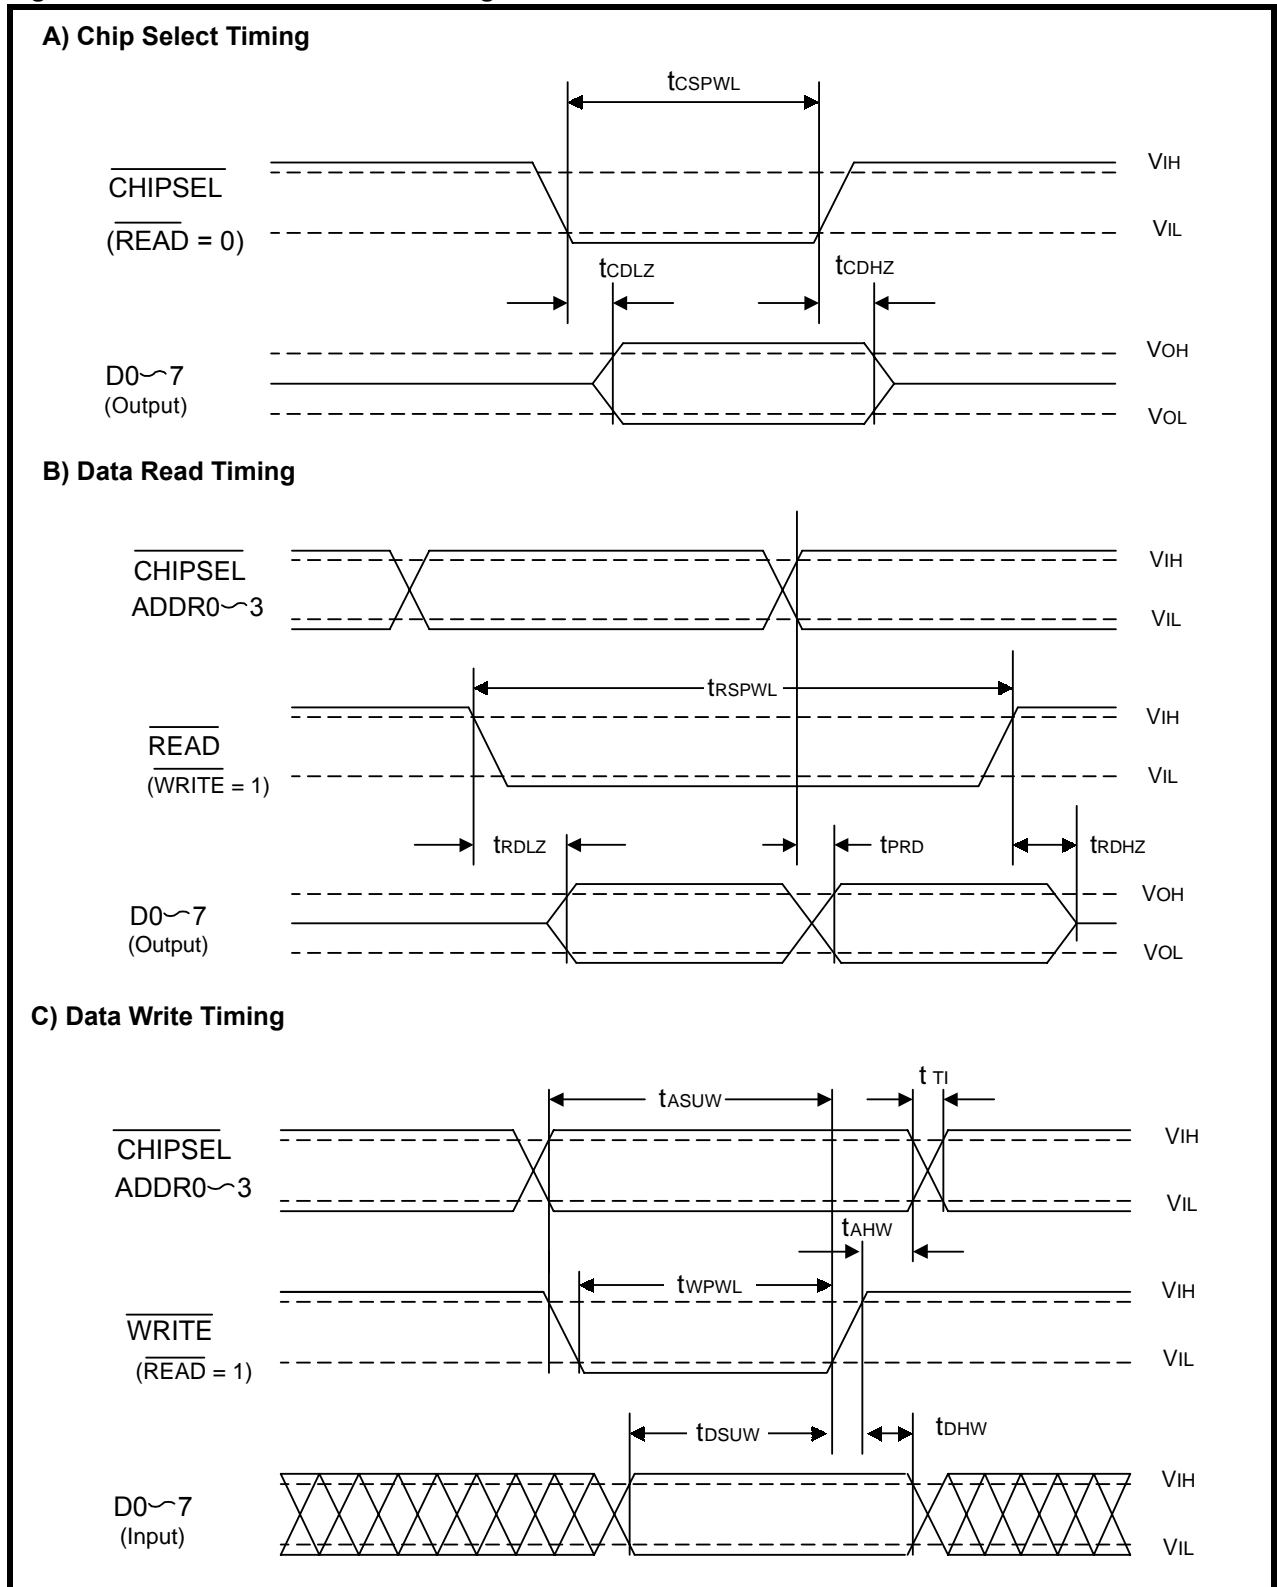 A) Chip Select Timing
tCSPWL
CHIPSEL
VIH
(READ = 0)
VIL
tCDLZ
tCDHZ
D0~7
VOH
(Output)
VOL
B) Data Read Timing
CHIPSEL
VIH
ADDR0~3
VIL
tRSPWL
READ
VIH
(WRITE = 1)
VIL
tRDLZ
tPRD
tRDHZ
VOH
D0~7
(Output)
VOL
C) Data Write Timing
t TI
tASUW
CHIPSEL
VIH
ADDR0~3
VIL
tAHW
tWPWL
VIH
WRITE
(READ = 1)
VIL
tDSUW
tDHW
VIH
D0~7
(Input)
VIL